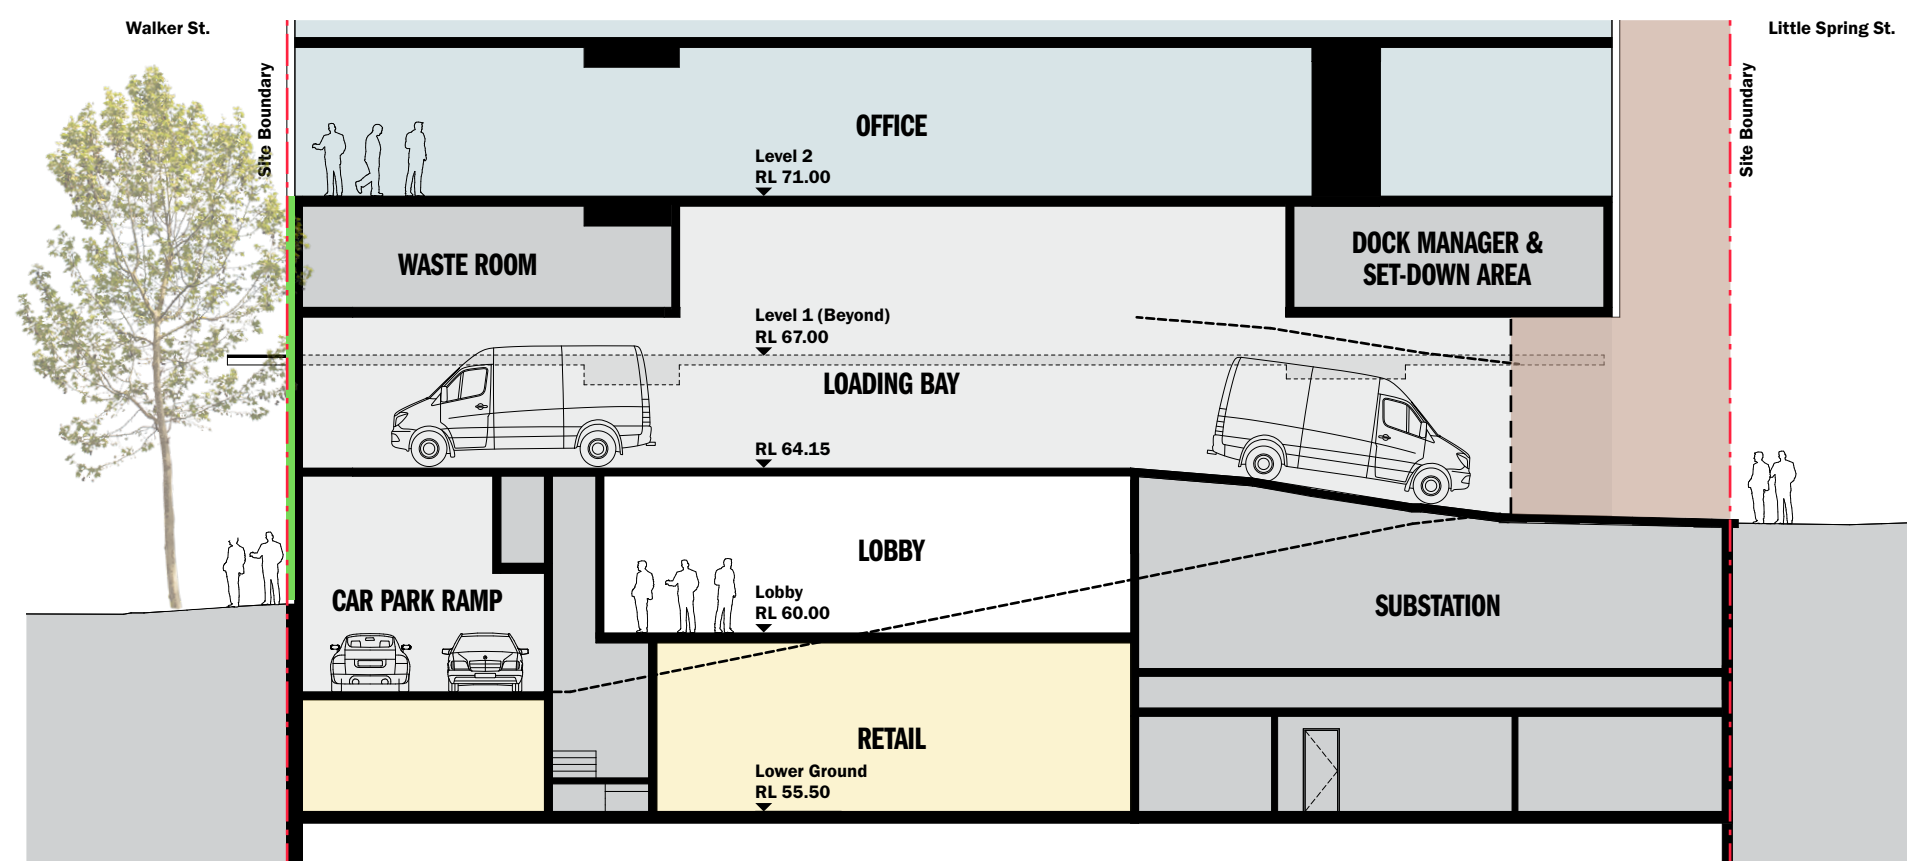 Walker St.
Little Spring St.
Site Boundary
Site Boundary
OFFICE
Level 2
RL 71.00
WASTE ROOM
DOCK MANAGER &
SET-DOWN AREA
Level 1 (Beyond)
RL 67.00
LOADING BAY
RL 64.15
LOBBY
CAR PARK RAMP
Lobby
RL 60.00
SUBSTATION
RETAIL
Lower Ground
RL 55.50